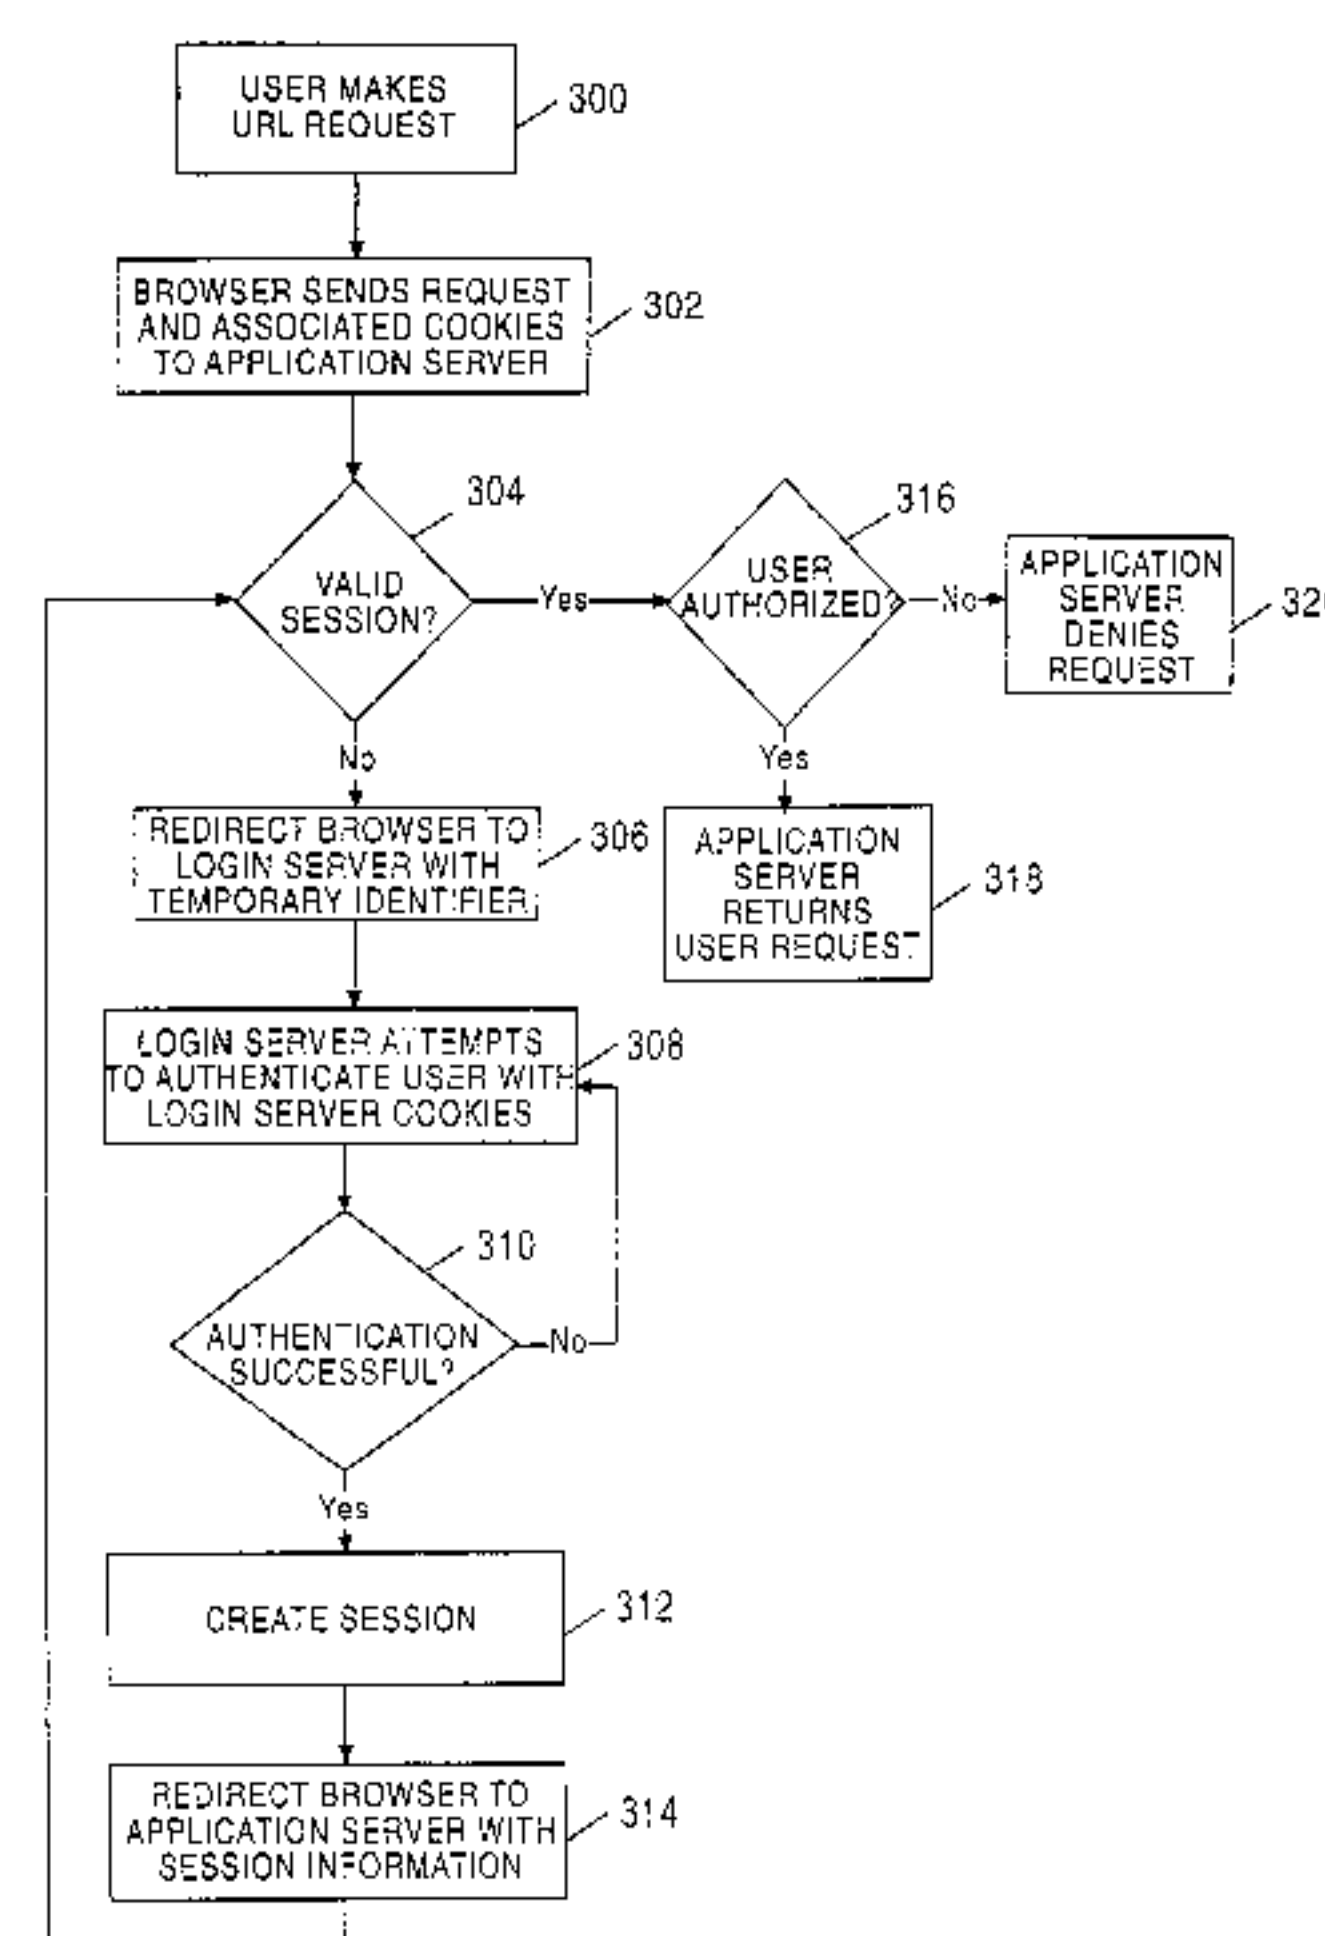 USER MAKES
URL REQUEST
300
BROWSER SENDS REQUEST
AND ASSOCIATED COOKIES
TO APPLICATION SERVER
302
304
VALID
SESSION?
Yes
316
USER
AUTHORIZED?
No
APPLICATION
SERVER
DENIES
REQUEST
No
Yes
REDIRECT BROWSER TO
LOGIN SERVER WITH
TEMPORARY IDENTIFIER
306
APPLICATION
SERVER
RETURNS
USER REQUEST
318
LOGIN SERVER ATTEMPTS
TO AUTHENTICATE USER WITH
LOGIN SERVER COOKIES
308
310
AUTHENTICATION
SUCCESSFUL?
No
Yes
CREATE SESSION
312
REDIRECT BROWSER TO
APPLICATION SERVER WITH
SESSION INFORMATION
314